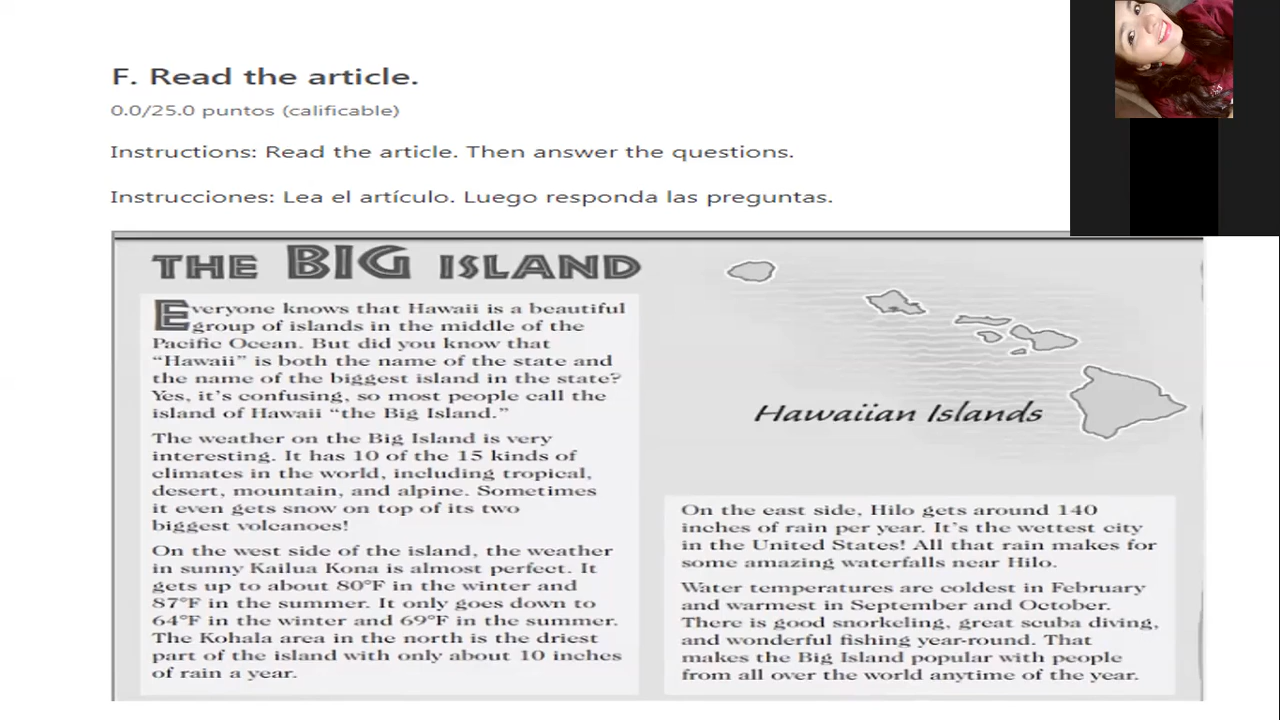 F. Read the article.
0.0/25.0 puntos (calificable)
Instructions: Read the article. Then answer the questions.
Instrucciones: Lea el artículo. Luego responda las preguntas.
THE BIG ISLAND
Everyone knows that Hawaii is a beautiful
group of islands in the middle of the
Pacific Ocean. But did you know that
“Hawaii” is both the name of the state and
the name of the biggest island in the state?
Yes, it’s confusing, so most people call the
island of Hawaii “the Big Island.”
The weather on the Big Island is very
interesting. It has 10 of the 15 kinds of
climates in the world, including tropical,
desert, mountain, and alpine. Sometimes
it even gets snow on top of its two
biggest volcanoes!
On the west side of the island, the weather
in sunny Kailua Kona is almost perfect. It
gets up to about 80°F in the winter and
87°F in the summer. It only goes down to
64°F in the winter and 69°F in the summer.
The Kohala area in the north is the driest
part of the island with only about 10 inches
of rain a year.
Hawaiian Islands
On the east side, Hilo gets around 140
inches of rain per year. It’s the wettest city
in the United States! All that rain makes for
some amazing waterfalls near Hilo.
Water temperatures are coldest in February
and warmest in September and October.
There is good snorkeling, great scuba diving,
and wonderful fishing year-round. That
makes the Big Island popular with people
from all over the world anytime of the year.